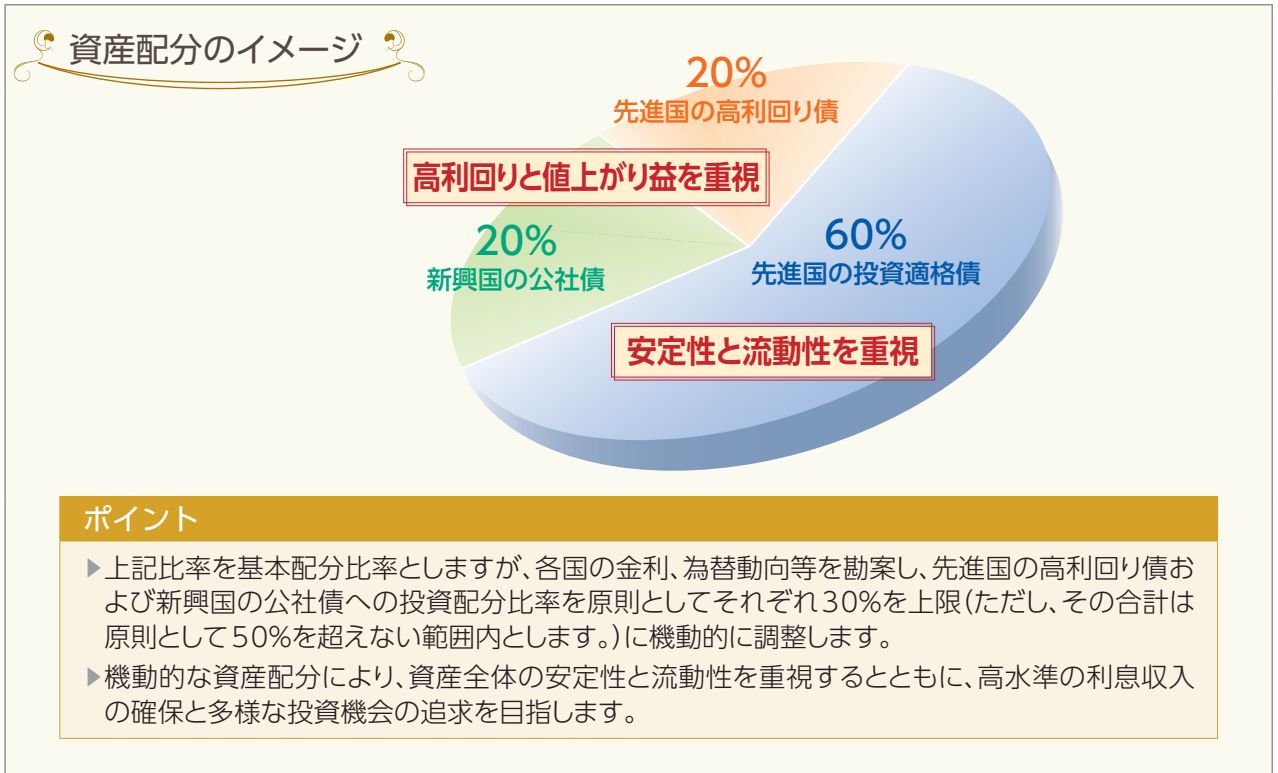 資産配分のイメージ
20%
先進国の高利回り債
高利回りと値上がり益を重視
20%
新興国の公社債
60%
先進国の投資適格債
安定性と流動性を重視
ポイント
▶上記比率を基本配分比率としますが、各国の金利、為替動向等を勘案し、先進国の高利回り債お
よび新興国の公社債への投資配分比率を原則としてそれぞれ30%を上限(ただし、その合計は
原則として50%を超えない範囲内とします。)に機動的に調整します。
▶機動的な資産配分により、資産全体の安定性と流動性を重視するとともに、高水準の利息収入
の確保と多様な投資機会の追求を目指します。